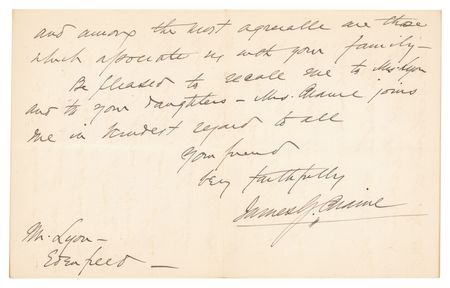 and among the most agreeable are those
which associate us with your family -
Be pleased to recall me to Mrs. Lyon
and to your daughters - Mrs. Blaine joins
me in kindest regard to all
Your friend
very faithfully
James G. Blaine
Mr. Lyon -
Edenfield -